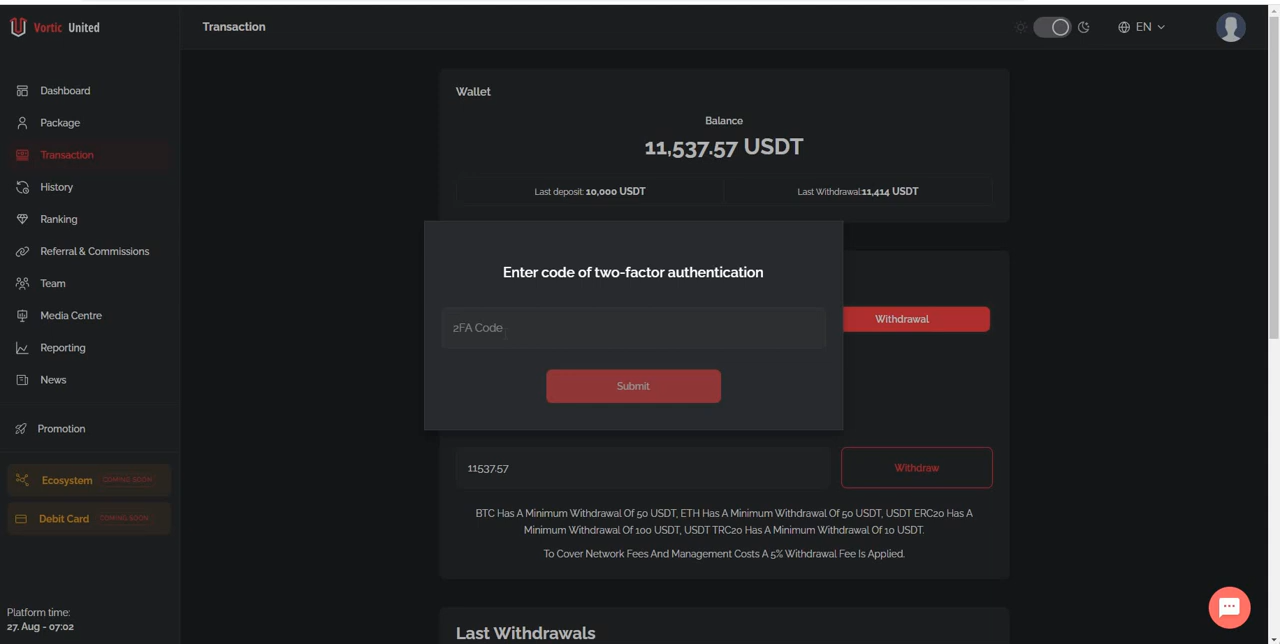 Vortic United
Transaction
EN
Dashboard
Package
Transaction
History
Ranking
Referral & Commissions
Team
Media Centre
Reporting
News
Promotion
Ecosystem COMING SOON
Debit Card COMING SOON
Platform time:
27. Aug - 07:02
Wallet
Balance
11,537.57 USDT
Last deposit: 10,000 USDT
Last Withdrawal:11,414 USDT
Enter code of two-factor authentication
2FA Code
Submit
Withdrawal
11537.57
Withdraw
BTC Has A Minimum Withdrawal Of 50 USDT, ETH Has A Minimum Withdrawal Of 50 USDT, USDT ERC20 Has A
Minimum Withdrawal Of 100 USDT, USDT TRC20 Has A Minimum Withdrawal Of 10 USDT.
To Cover Network Fees And Management Costs A 5% Withdrawal Fee Is Applied.
Last Withdrawals